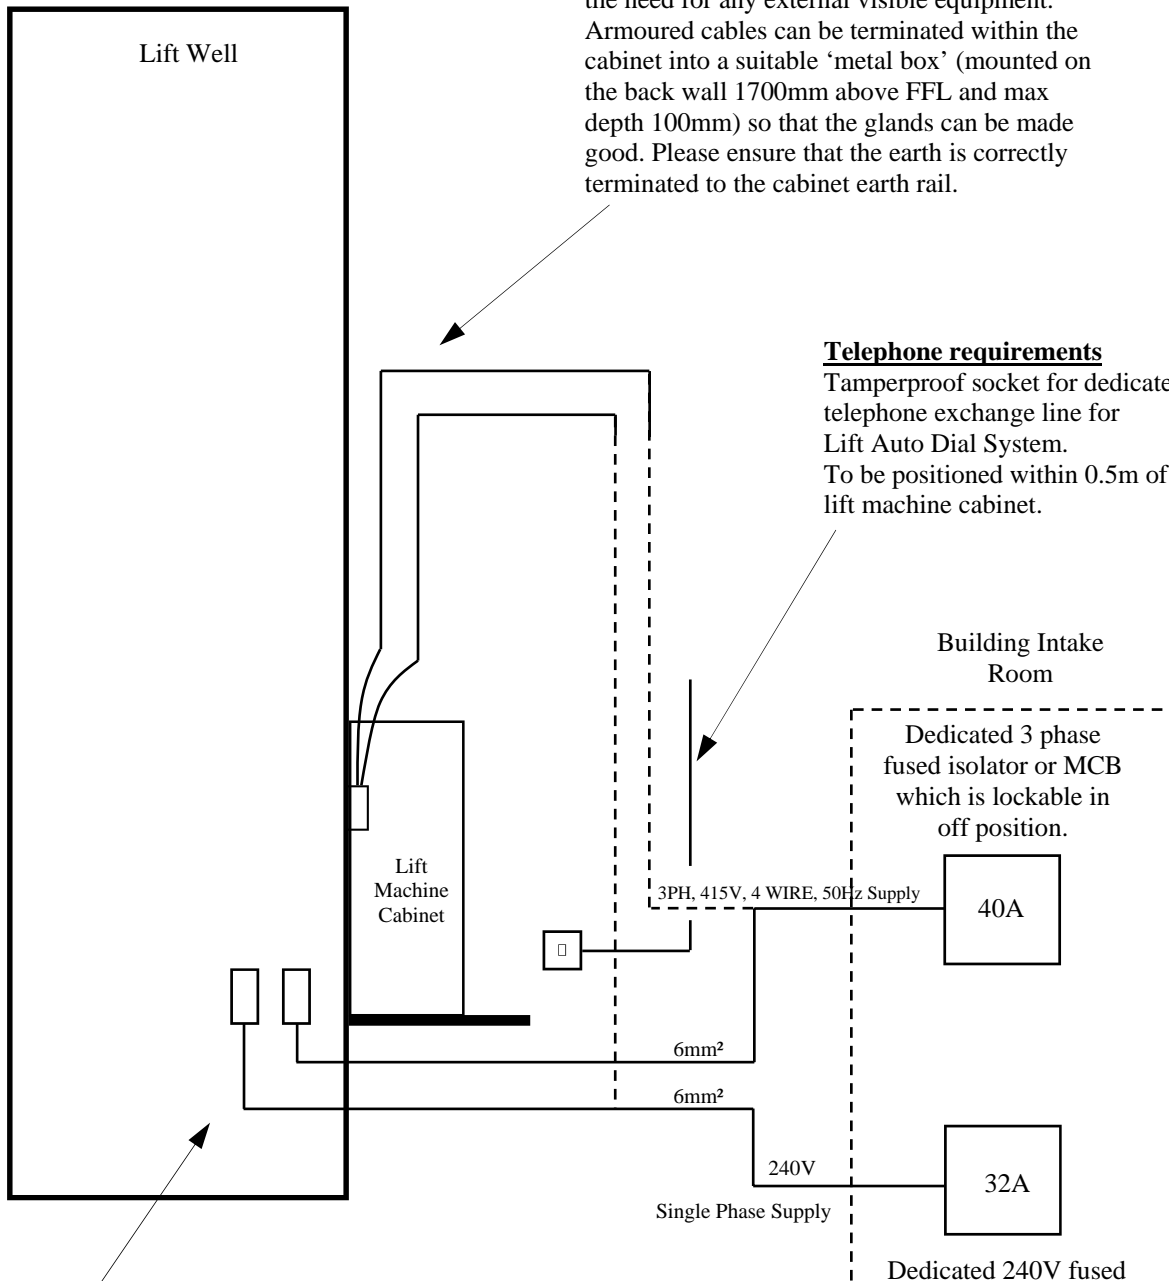 the need for any external visible equipment.
Armoured cables can be terminated within the
cabinet into a suitable ‘metal box’ (mounted on
the back wall 1700mm above FFL and max
depth 100mm) so that the glands can be made
good. Please ensure that the earth is correctly
terminated to the cabinet earth rail.
Lift Well
Telephone requirements
Tamperproof socket for dedicate
telephone exchange line for
Lift Auto Dial System.
To be positioned within 0.5m of
lift machine cabinet.
Building Intake
Room
Dedicated 3 phase
fused isolator or MCB
which is lockable in
off position.
Lift
Machine
Cabinet
3PH, 415V, 4 WIRE, 50Hz Supply
40A
6mm²
6mm²
240V
32A
Single Phase Supply
Dedicated 240V fused